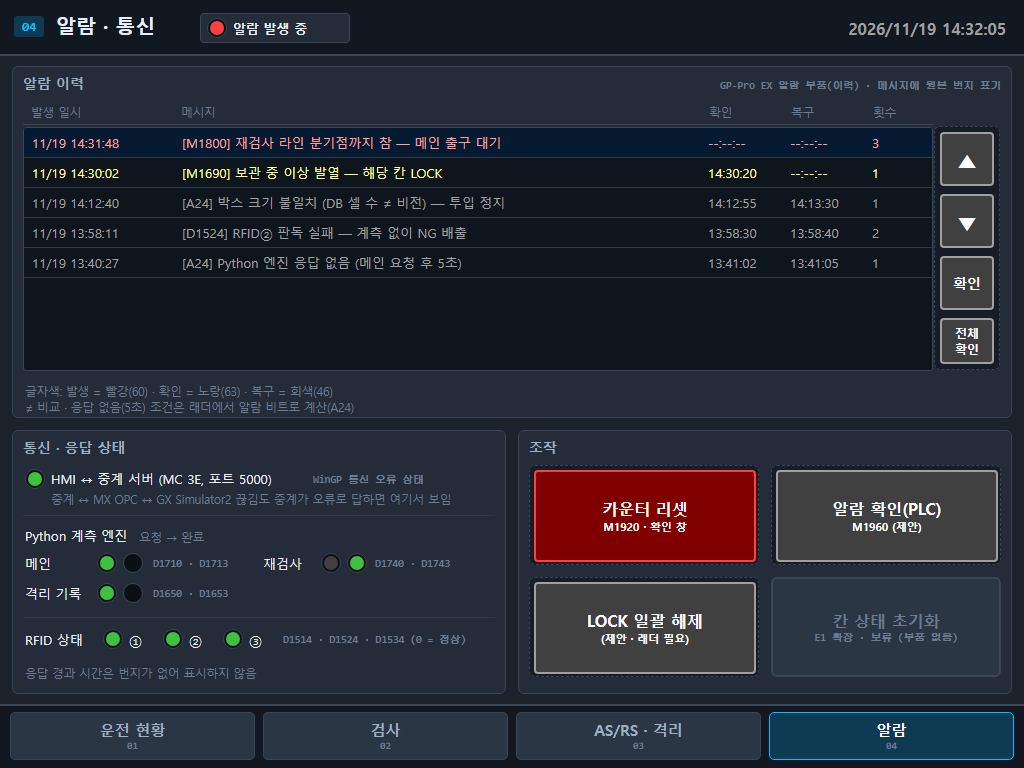 04 알람 · 통신
알람 발생 중
2026/11/19 14:32:05
알람 이력
GP-Pro EX 알람 부품(이력) · 메시지에 원본 번지 표기
발생 일시 메시지 확인 복구 횟수
11/19 14:31:48 [M1800] 재검사 라인 분기점까지 참 — 메인 출구 대기 --:--:-- --:--:-- 3
11/19 14:30:02 [M1690] 보관 중 이상 발열 — 해당 칸 LOCK 14:30:20 --:--:-- 1
11/19 14:12:40 [A24] 박스 크기 불일치 (DB 셀 수 ≠ 비전) — 투입 정지 14:12:55 14:13:30 1
11/19 13:58:11 [D1524] RFID② 판독 실패 — 계측 없이 NG 배출 13:58:30 13:58:40 2
11/19 13:40:27 [A24] Python 엔진 응답 없음 (메인 요청 후 5초) 13:41:02 13:41:05 1
▲
▼
확인
전체
확인
글자색: 발생 = 빨강(60) · 확인 = 노랑(63) · 복구 = 회색(46)
≠ 비교 · 응답 없음(5초) 조건은 래더에서 알람 비트로 계산(A24)
통신 · 응답 상태
HMI ↔ 중계 서버 (MC 3E, 포트 5000) WinGP 통신 오류 상태
중계 ↔ MX OPC ↔ GX Simulator2 끊김도 중계가 오류로 답하면 여기서 보임
Python 계측 엔진 요청 → 완료
메인 D1710 · D1713 재검사 D1740 · D1743
격리 기록 D1650 · D1653
RFID 상태 ① ② ③ D1514 · D1524 · D1534 (0 = 정상)
응답 경과 시간은 번지가 없어 표시하지 않음
조작
카운터 리셋
M1920 · 확인 창
알람 확인(PLC)
M1960 (제안)
LOCK 일괄 해제
(제안 · 래더 필요)
칸 상태 초기화
E1 확장 · 보류 (부품 없음)
운전 현황
01
검사
02
AS/RS · 격리
03
알람
04